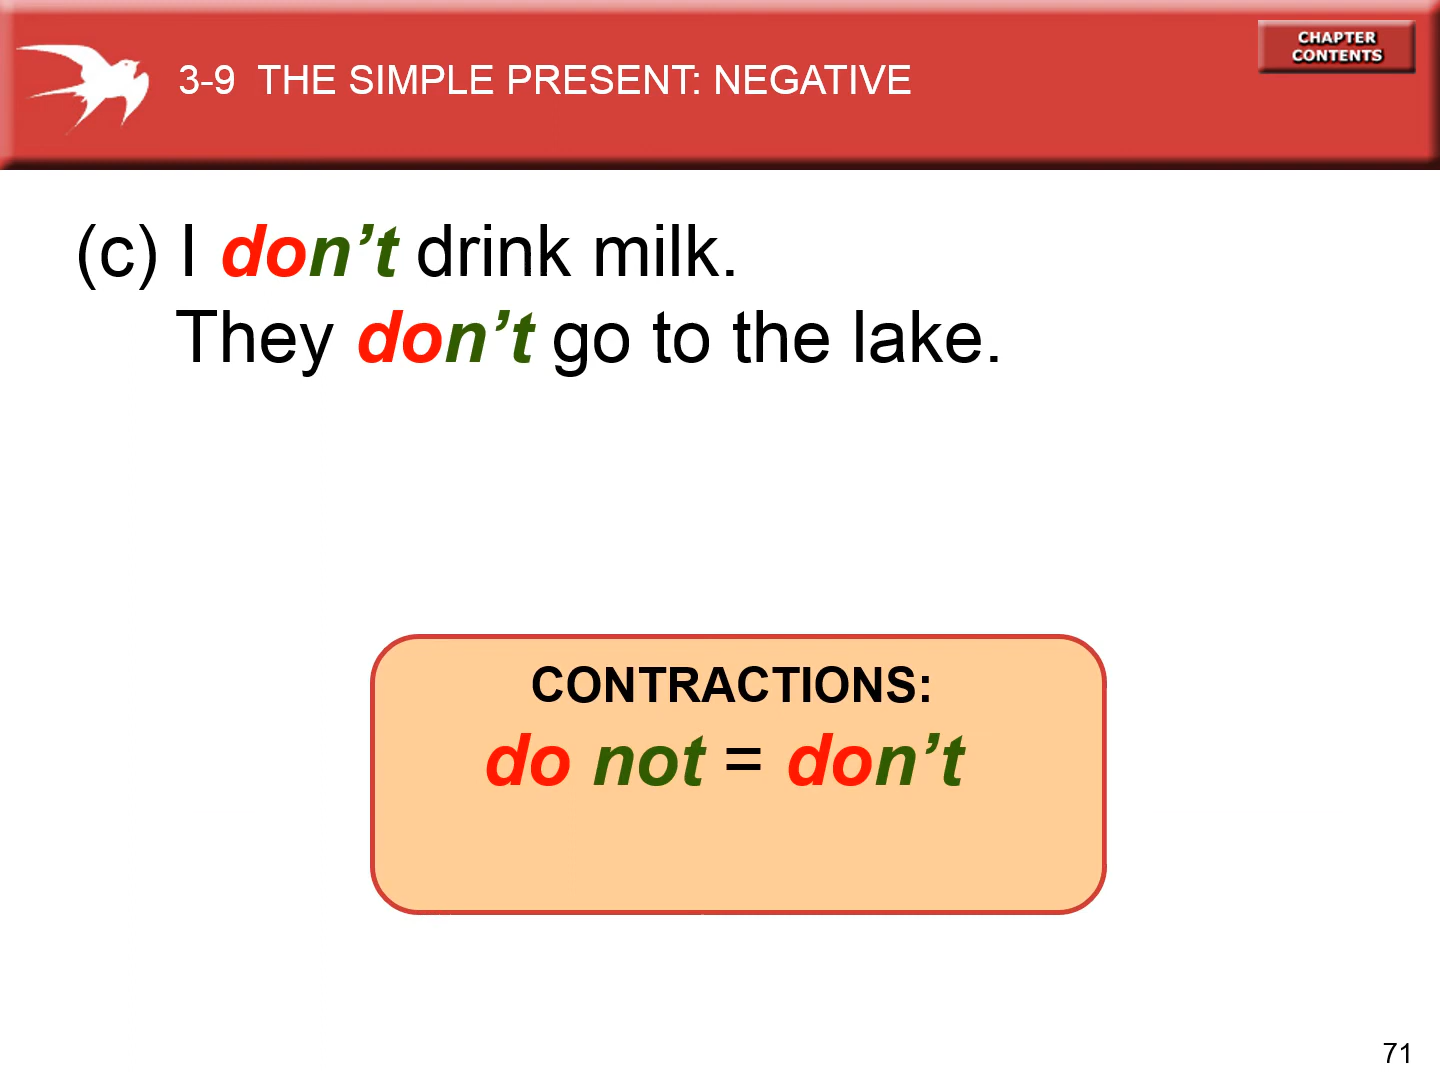 3-9 THE SIMPLE PRESENT: NEGATIVE
CHAPTER
CONTENTS
(c) I don’t drink milk.
They don’t go to the lake.
CONTRACTIONS:
do not = don’t
71